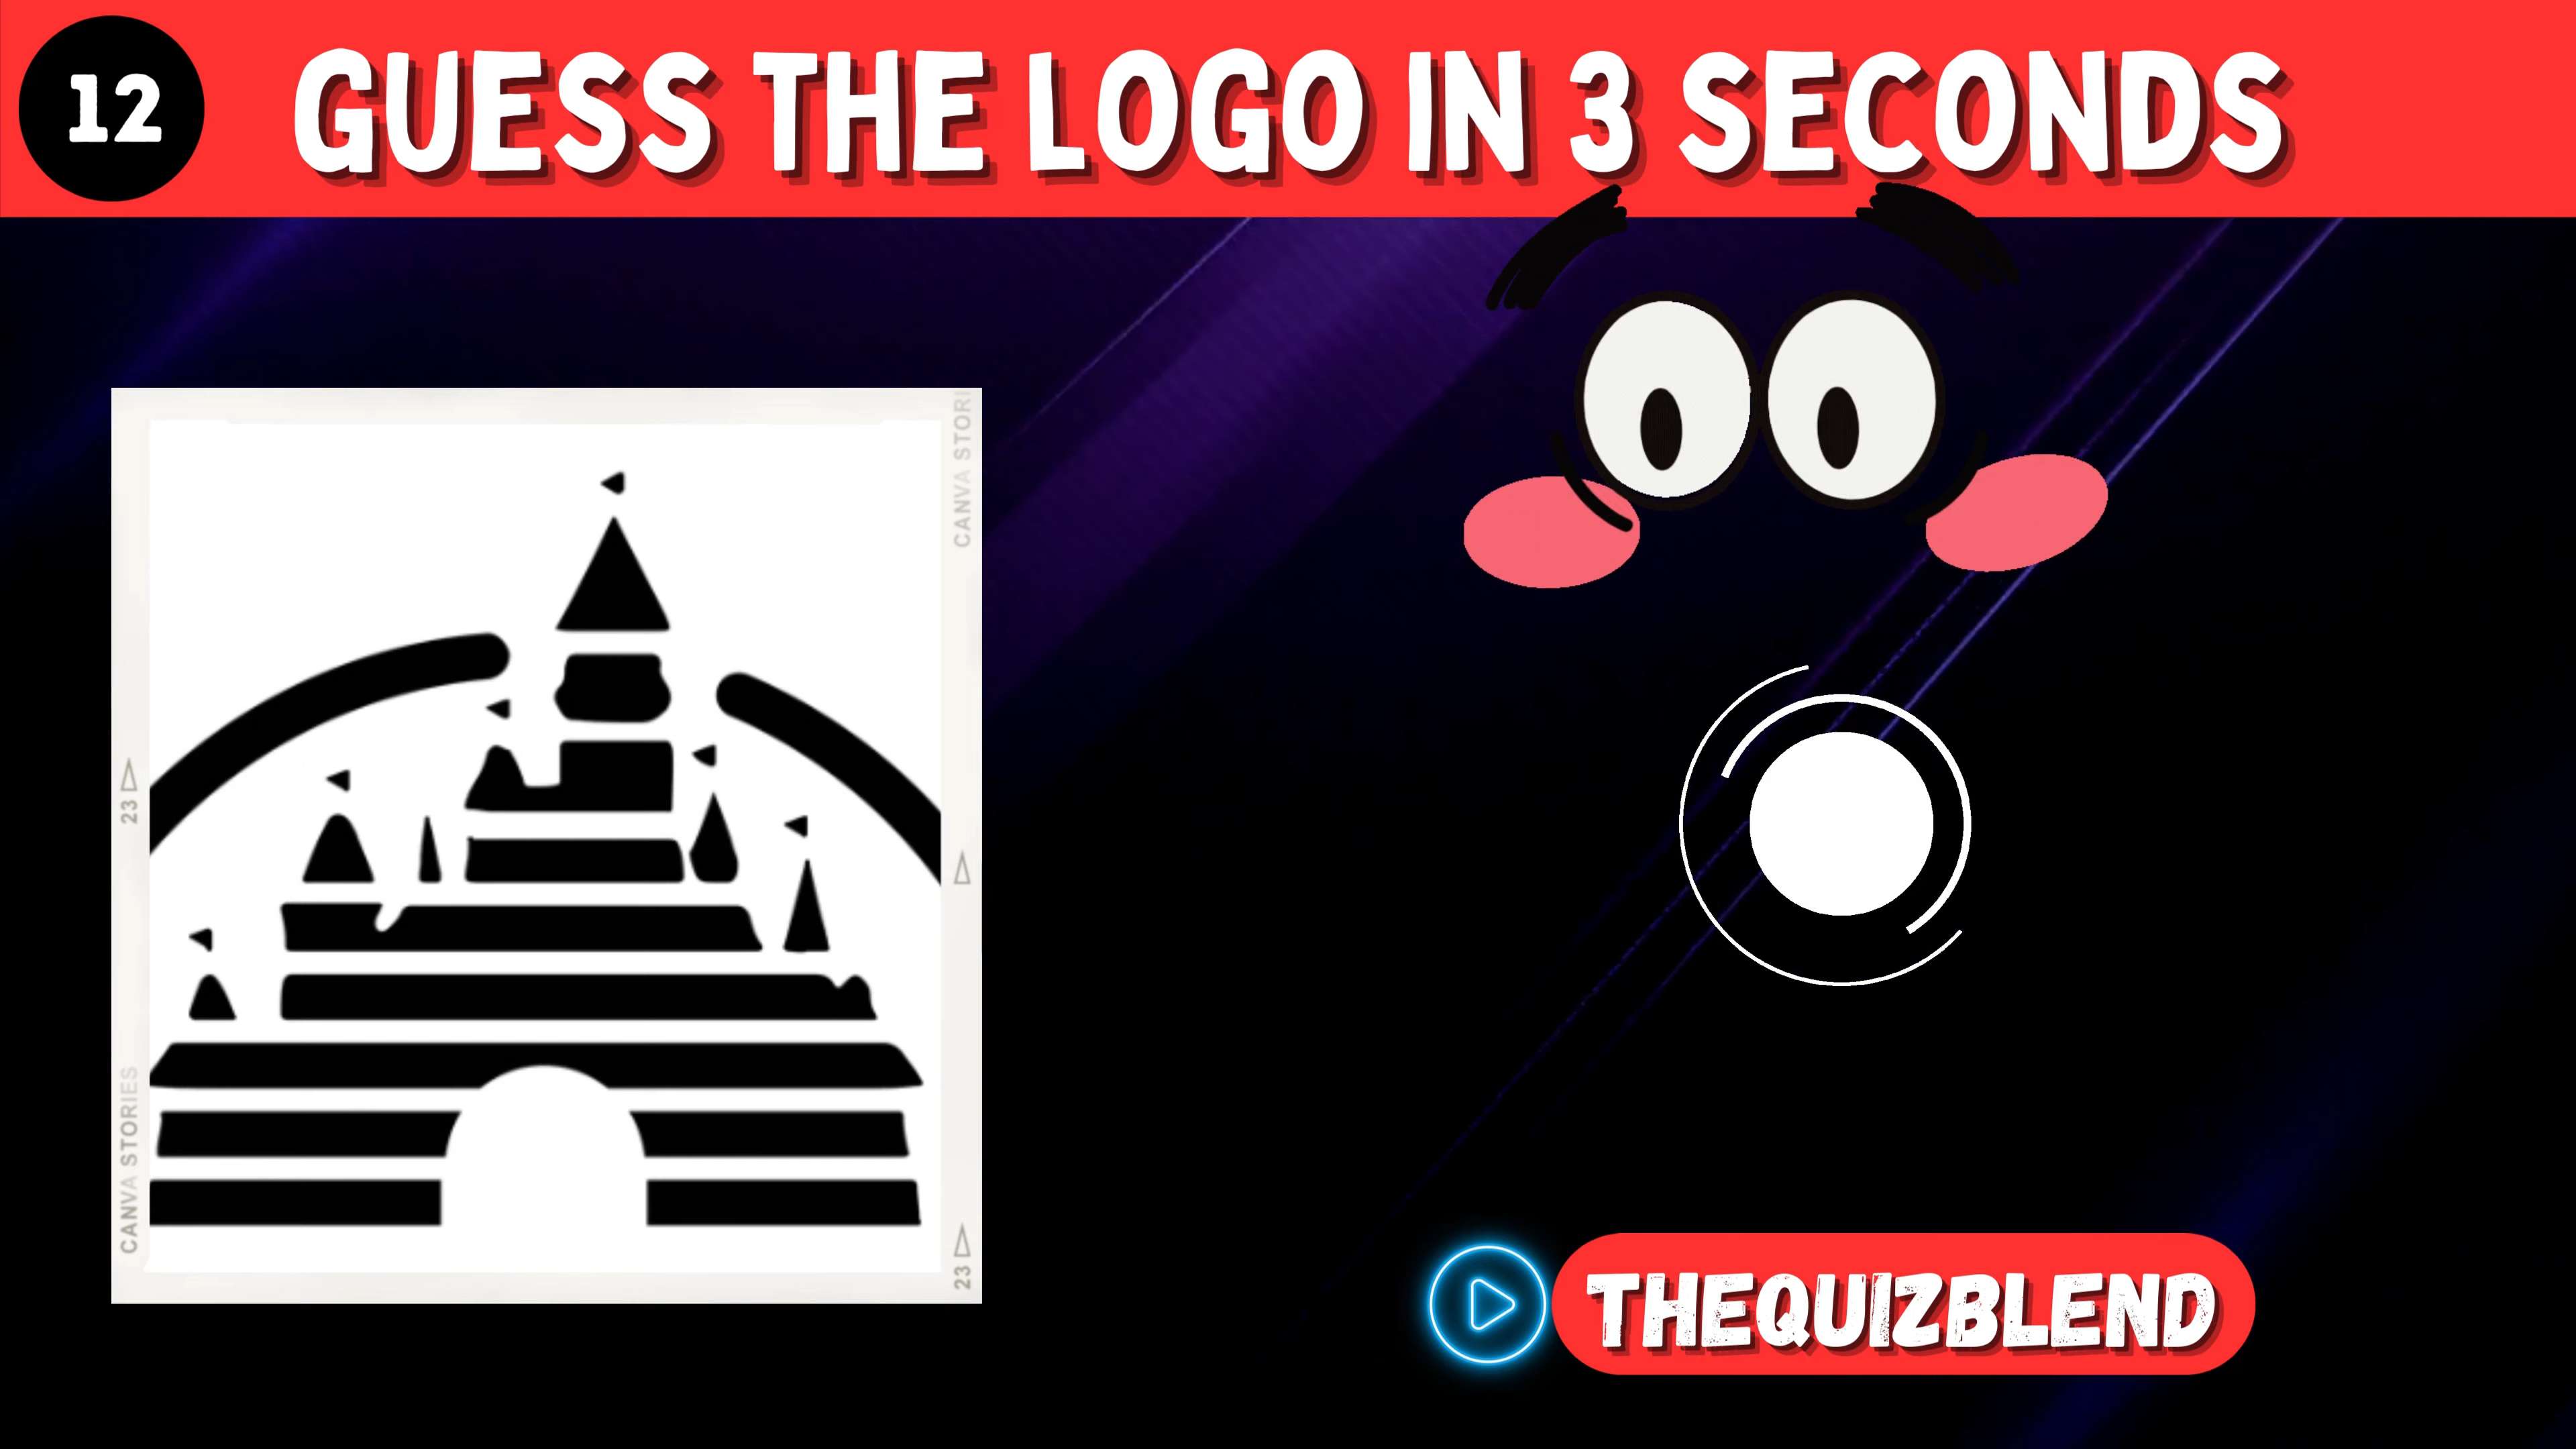 12
GUESS THE LOGO IN 3 SECONDS
CANVA STORI
23
CANVA STORIES
23
THEQUIZBLEND